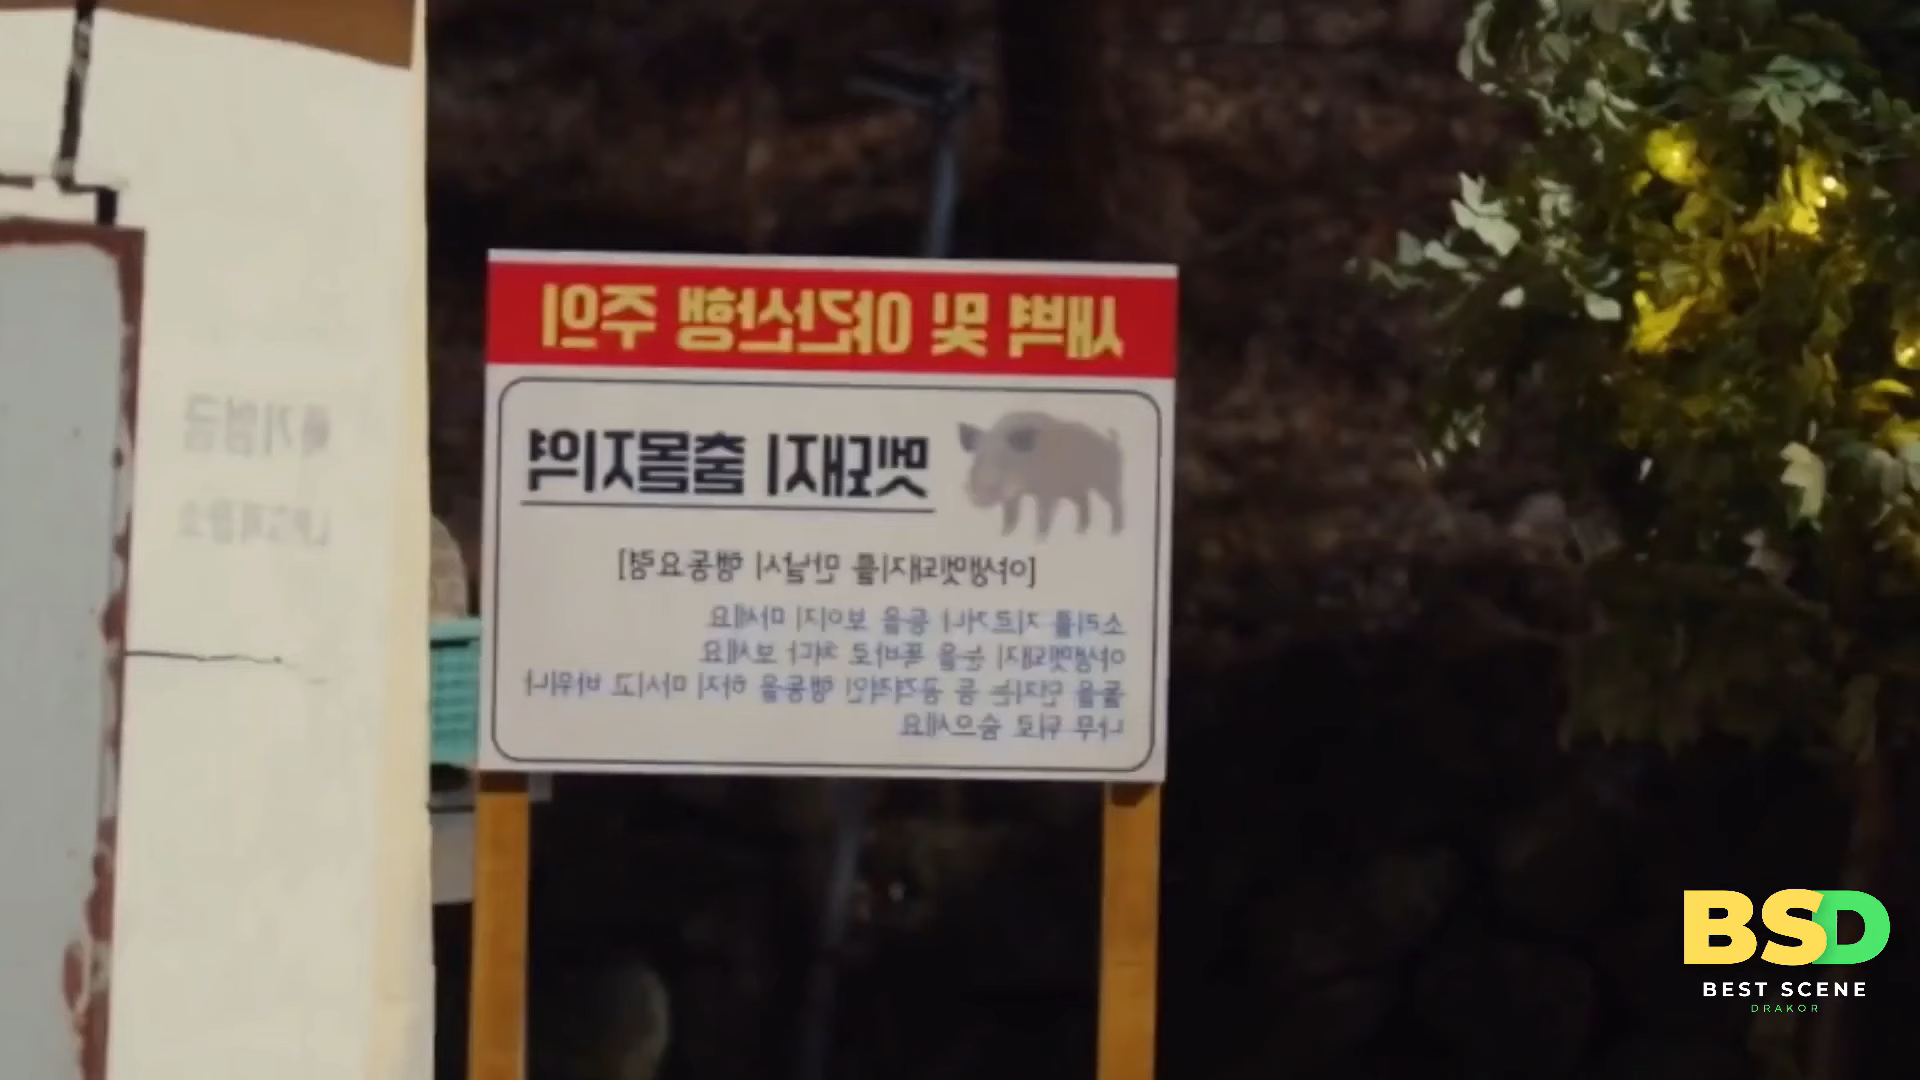 새벽 및 야간산행 주의
멧돼지 출몰지역
[야생멧돼지를 만날시 행동요령]
소리를 지르거나 등을 보이지 마세요
야생멧돼지 눈을 똑바로 쳐다 보세요
돌을 던지는 등 공격적인 행동을 하지 마시고 바위나
나무 뒤로 숨으세요
BSD
BEST SCENE
DRAKOR